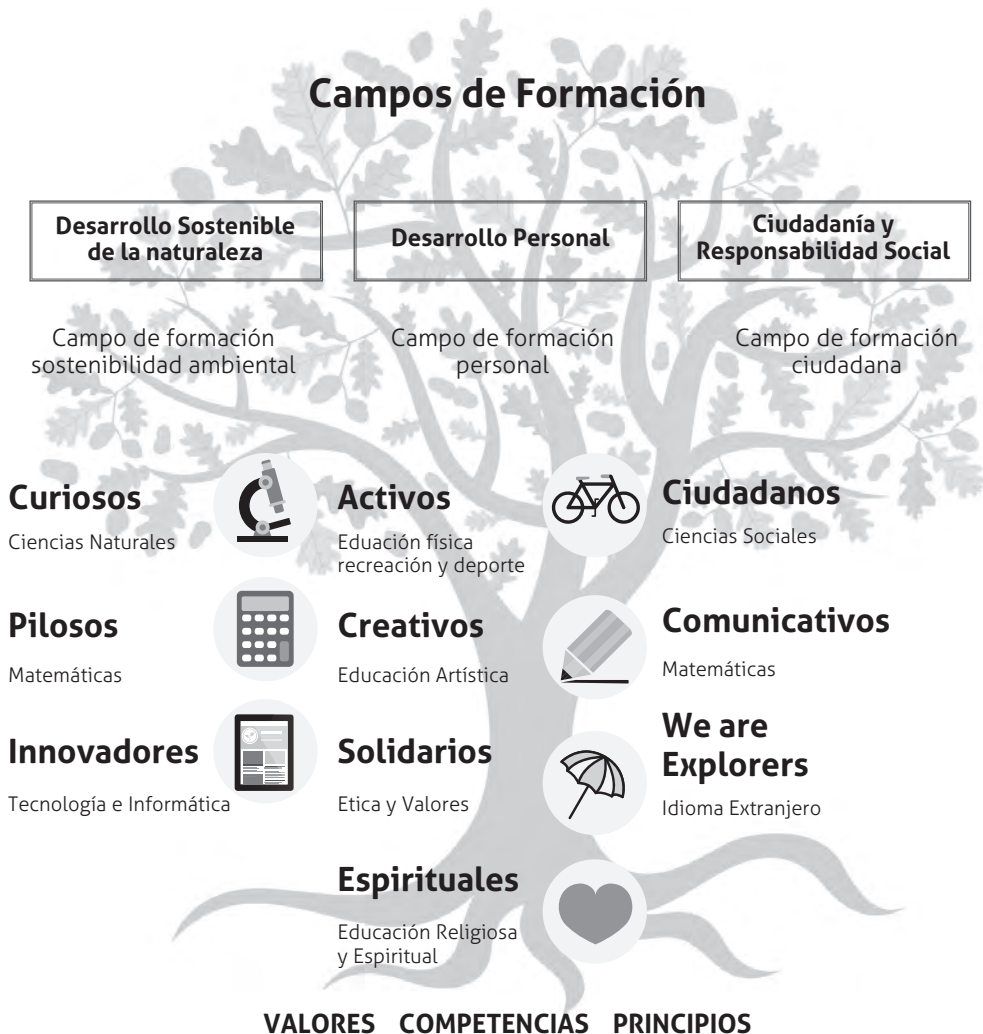 Campos de Formación
Desarrollo Sostenible
de la naturaleza
Desarrollo Personal
Ciudadanía y
Responsabilidad Social
Campo de formación
sostenibilidad ambiental
Campo de formación
personal
Campo de formación
ciudadana
Curiosos
Ciencias Naturales
Pilosos
Matemáticas
Innovadores
Tecnología e Informática
Activos
Eduación física
recreación y deporte
Creativos
Educación Artística
Solidarios
Etica y Valores
Espirituales
Educación Religiosa
y Espiritual
Ciudadanos
Ciencias Sociales
Comunicativos
Matemáticas
We are
Explorers
Idioma Extranjero
VALORES COMPETENCIAS PRINCIPIOS